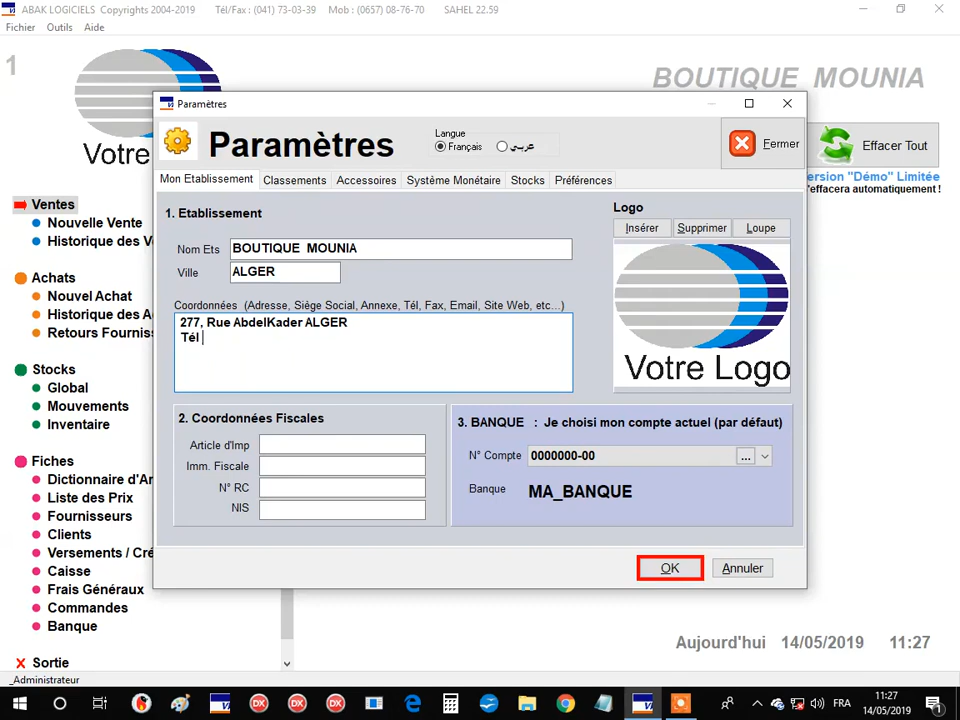 ABAK LOGICIELS Copyrights 2004-2019 Tél/Fax : (041) 73-03-39 Mob : (0657) 08-76-70 SAHEL 22.59
Fichier Outils Aide
1
BOUTIQUE MOUNIA
Votre
Effacer Tout
ersion "Démo" Limitée
'effacera automatiquement !
Ventes
Nouvelle Vente
Historique des V
Achats
Nouvel Achat
Historique des A
Retours Fournis
Stocks
Global
Mouvements
Inventaire
Fiches
Dictionnaire d'Ar
Liste des Prix
Fournisseurs
Clients
Versements / Cré
Caisse
Frais Généraux
Commandes
Banque
Sortie
_Administrateur
Paramètres
Paramètres
Langue
Français عربي
Fermer
Mon Etablissement Classements Accessoires Système Monétaire Stocks Préférences
1. Etablissement
Nom Ets BOUTIQUE MOUNIA
Ville ALGER
Coordonnées (Adresse, Siège Social, Annexe, Tél, Fax, Email, Site Web, etc...)
277, Rue AbdelKader ALGER
Tél
Logo
Insérer Supprimer Loupe
Votre Logo
2. Coordonnées Fiscales
Article d'Imp
Imm. Fiscale
N° RC
NIS
3. BANQUE : Je choisi mon compte actuel (par défaut)
N° Compte 0000000-00 ...
Banque MA_BANQUE
OK Annuler
Aujourd'hui 14/05/2019 11:27
FRA
11:27
14/05/2019